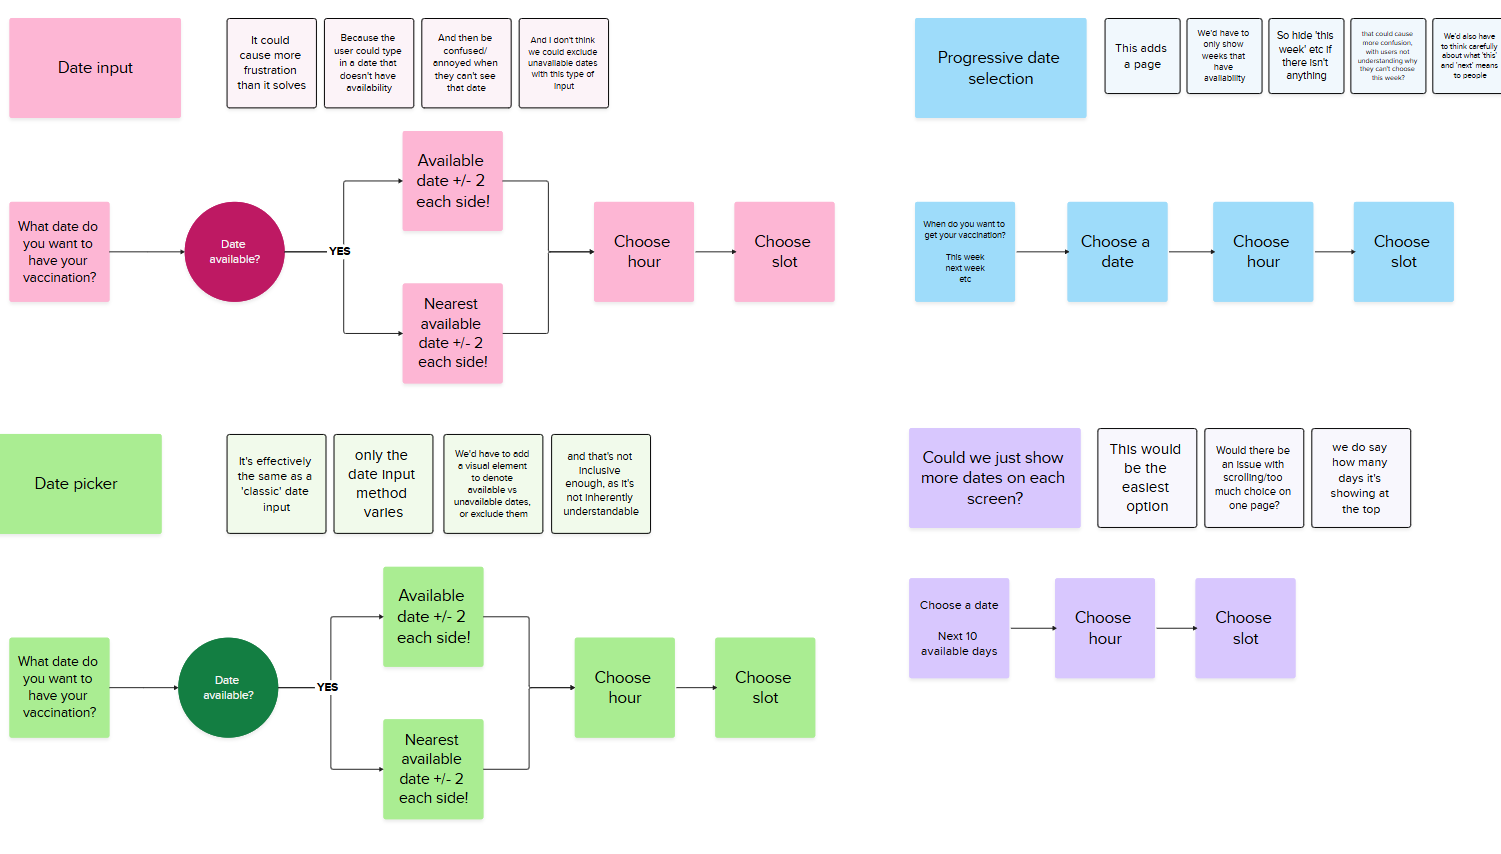 Date input
It could
cause more
frustration
than it solves
Because the
user could type
in a date that
doesn't have
availability
And then be
confused/
annoyed when
they can't see
that date
And I don't think
we could exclude
unavailable dates
with this type of
input
What date do
you want to
have your
vaccination?
Date
available?
YES
Available
date +/- 2
each side!
Nearest
available
date +/- 2
each side!
Choose
hour
Choose
slot
Progressive date
selection
This adds
a page
We'd have to
only show
weeks that
have
availability
So hide 'this
week' etc if
there isn't
anything
that could cause
more confusion,
with users not
understanding why
they can't choose
this week?
We'd also have
to think carefully
about what 'this'
and 'next' means
to people
When do you want to
get your vaccination?
This week
next week
etc
Choose a
date
Choose
hour
Choose
slot
Date picker
It's effectively
the same as a
'classic' date
input
only the
date input
method
varies
We'd have to add
a visual element
to denote
available vs
unavailable dates,
or exclude them
and that's not
inclusive
enough, as it's
not inherently
understandable
What date do
you want to
have your
vaccination?
Date
available?
YES
Available
date +/- 2
each side!
Nearest
available
date +/- 2
each side!
Choose
hour
Choose
slot
Could we just show
more dates on each
screen?
This would
be the
easiest
option
Would there be
an issue with
scrolling/too
much choice on
one page?
we do say
how many
days it's
showing at
the top
Choose a date
Next 10
available days
Choose
hour
Choose
slot